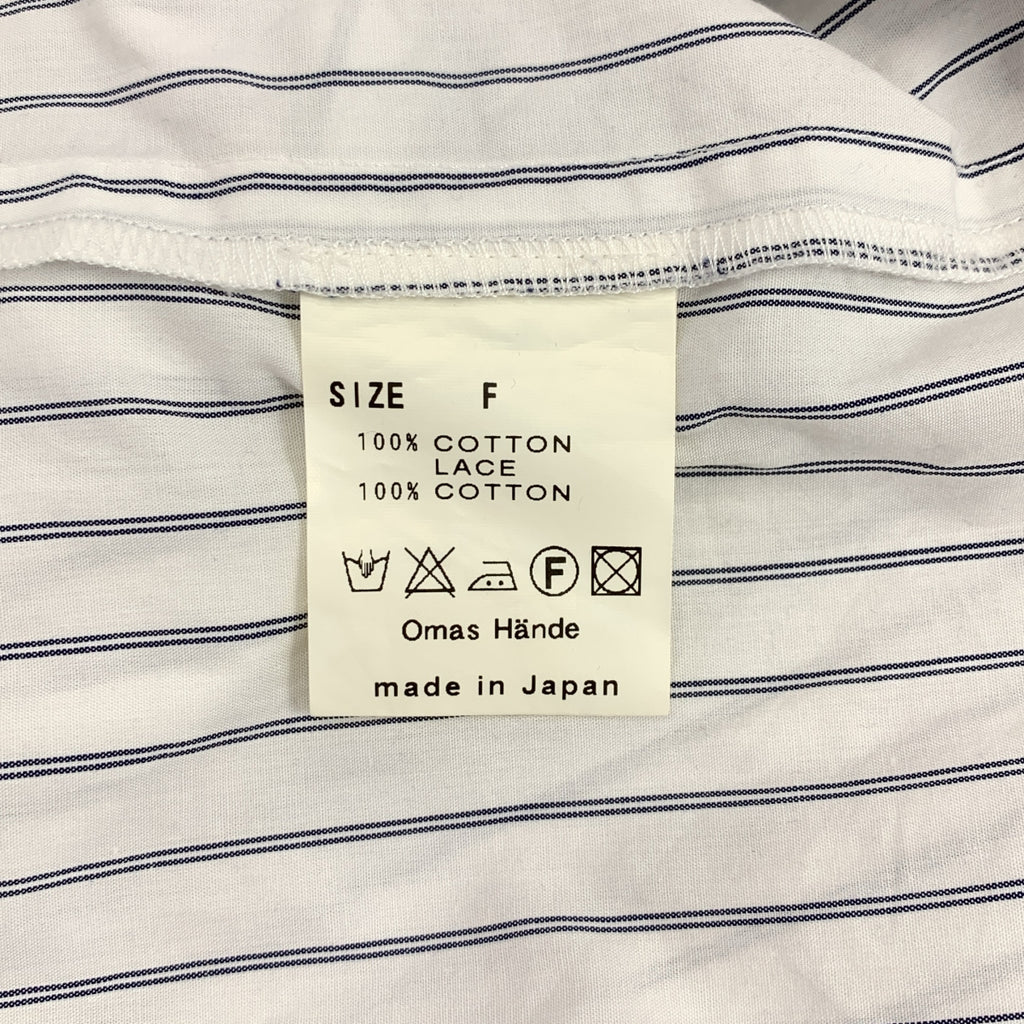 SIZE F
100% COTTON
LACE
100% COTTON
F
Omas Hände
made in Japan